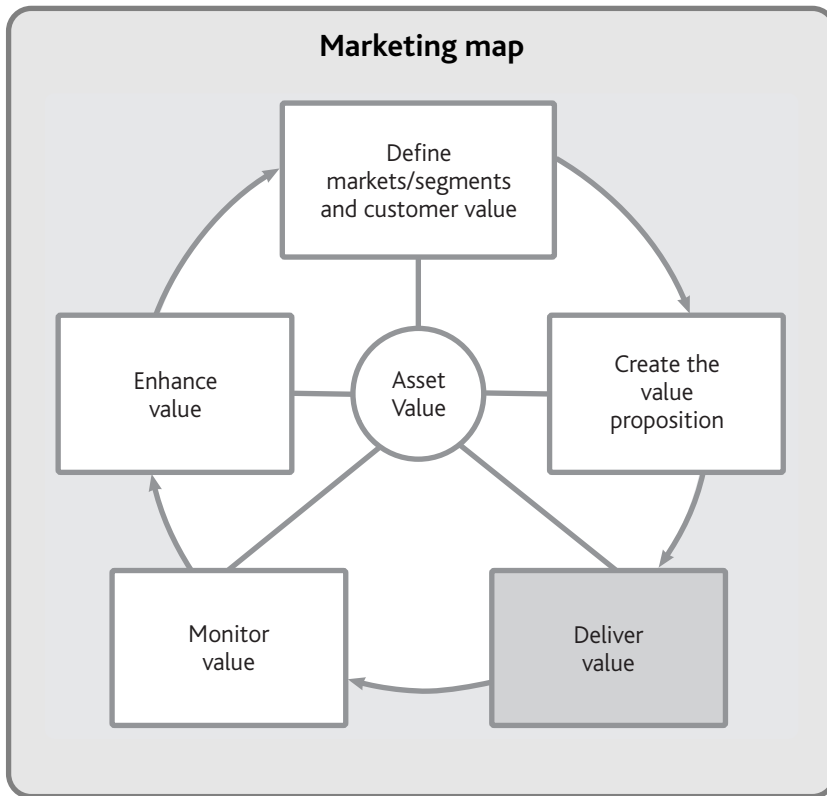 Marketing map
Define
markets/segments
and customer value
Create the
value
proposition
Deliver
value
Monitor
value
Enhance
value
Asset
Value